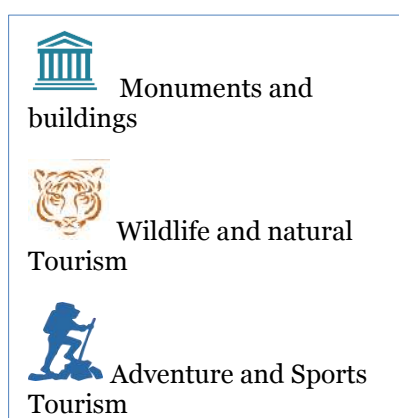 Monuments and
buildings
Wildlife and natural
Tourism
Adventure and Sports
Tourism